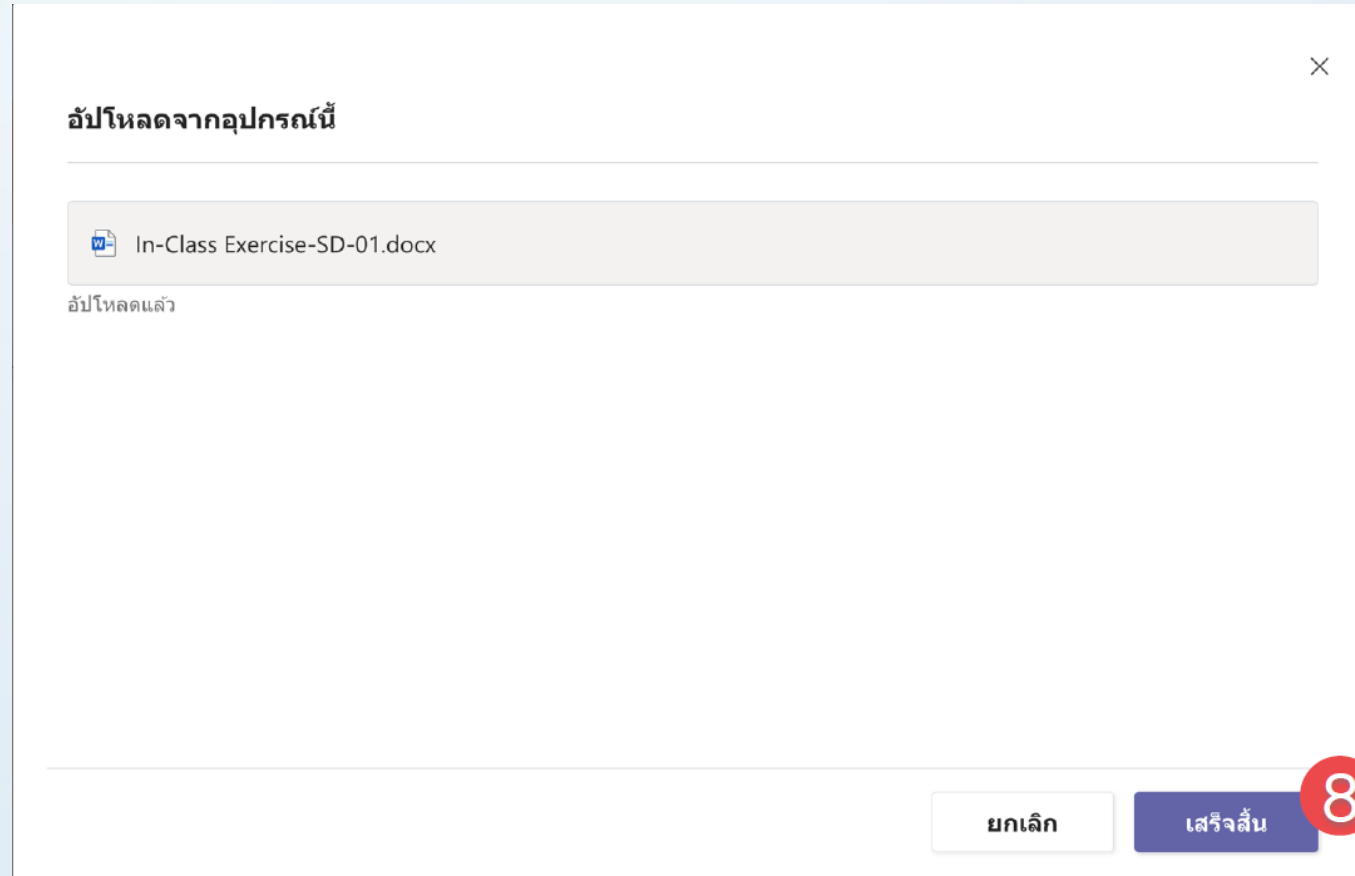 อัปโหลดจากอุปกรณ์นี้
In-Class Exercise-SD-01.docx
อัปโหลดแล้ว
ยกเลิก
เสร็จสิ้น
8